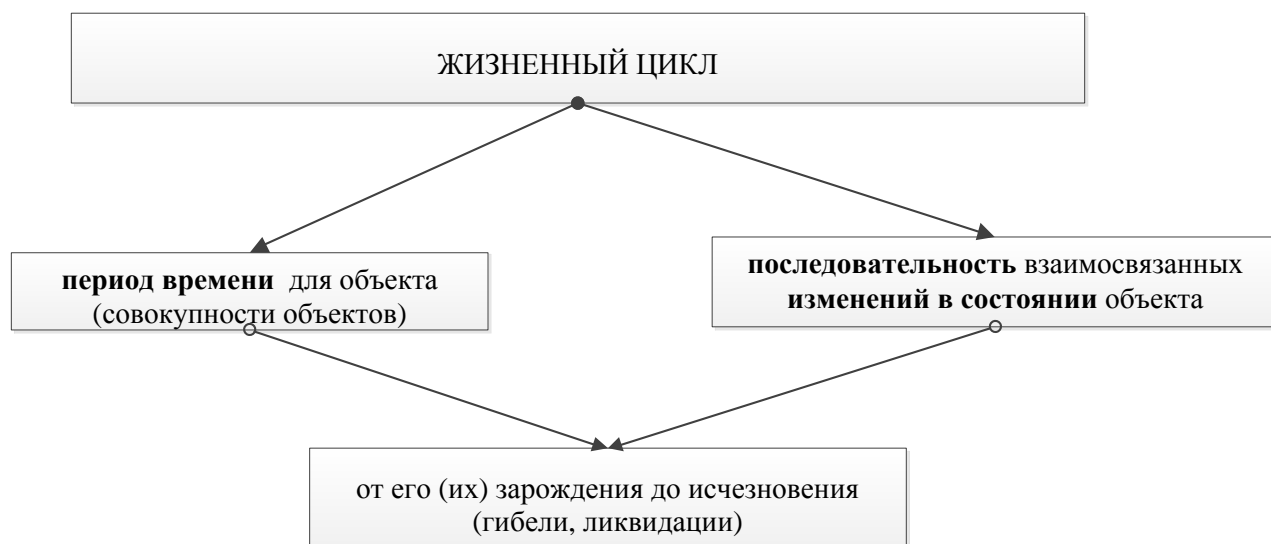 ЖИЗНЕННЫЙ ЦИКЛ
период времени для объекта
(совокупности объектов)
последовательность взаимосвязанных
изменений в состоянии объекта
от его (их) зарождения до исчезновения
(гибели, ликвидации)